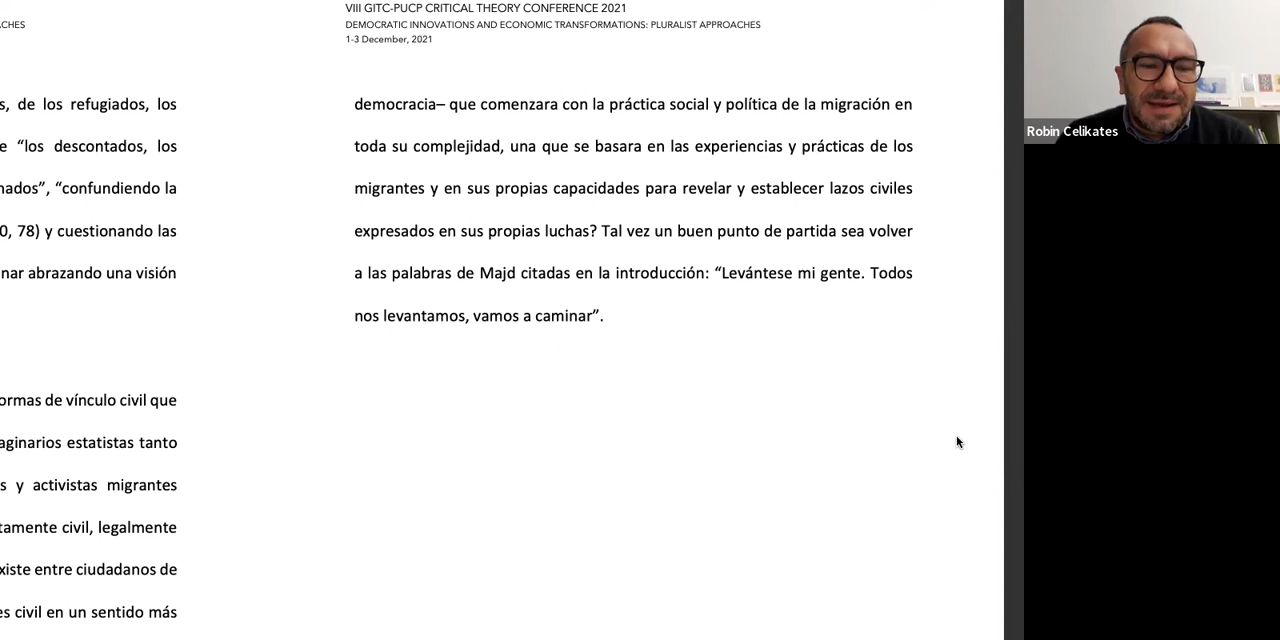 ACHES
s, de los refugiados, los
e “los descontados, los
nados”, “confundiendo la
0, 78) y cuestionando las
nar abrazando una visión
ormas de vínculo civil que
aginarios estatistas tanto
s y activistas migrantes
tamente civil, legalmente
xiste entre ciudadanos de
es civil en un sentido más
VIII GITC-PUCP CRITICAL THEORY CONFERENCE 2021
DEMOCRATIC INNOVATIONS AND ECONOMIC TRANSFORMATIONS: PLURALIST APPROACHES
1-3 December, 2021
democracia– que comenzara con la práctica social y política de la migración en
toda su complejidad, una que se basara en las experiencias y prácticas de los
migrantes y en sus propias capacidades para revelar y establecer lazos civiles
expresados en sus propias luchas? Tal vez un buen punto de partida sea volver
a las palabras de Majd citadas en la introducción: “Levántese mi gente. Todos
nos levantamos, vamos a caminar”.
Robin Celikates